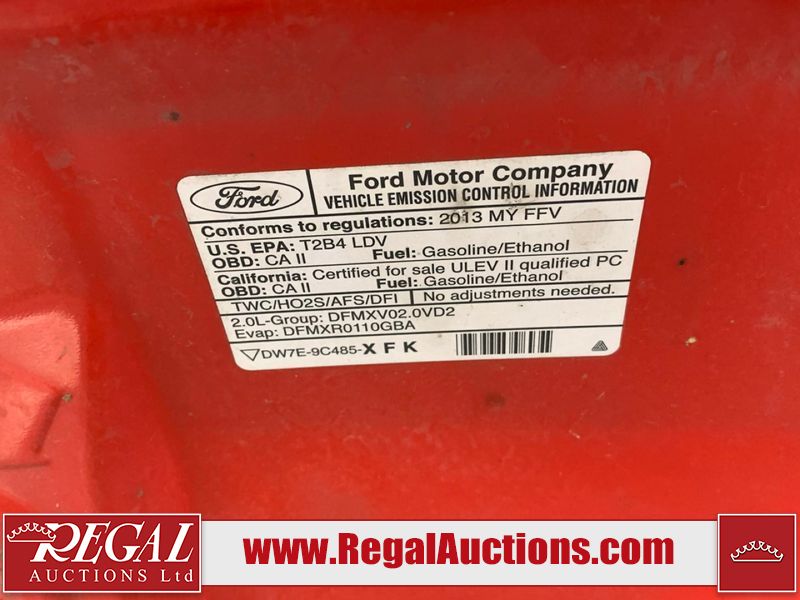 Ford
Ford Motor Company
VEHICLE EMISSION CONTROL INFORMATION
Conforms to regulations: 2013 MY FFV
U.S. EPA: T2B4 LDV
OBD: CA II Fuel: Gasoline/Ethanol
California: Certified for sale ULEV II qualified PC
OBD: CA II Fuel: Gasoline/Ethanol
TWC/HO2S/AFS/DFI No adjustments needed.
2.0L-Group: DFMXV02.0VD2
Evap: DFMXR0110GBA
DW7E-9C485-X F K
REGAL
AUCTIONS Ltd
www.RegalAuctions.com